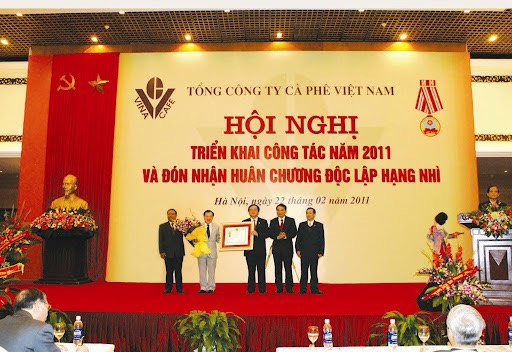 VINACAFE
TỔNG CÔNG TY CÀ PHÊ VIỆT NAM
HỘI NGHỊ
TRIỂN KHAI CÔNG TÁC NĂM 2011
VÀ ĐÓN NHẬN HUÂN CHƯƠNG ĐỘC LẬP HẠNG NHÌ
Hà Nội, ngày 22 tháng 02 năm 2011